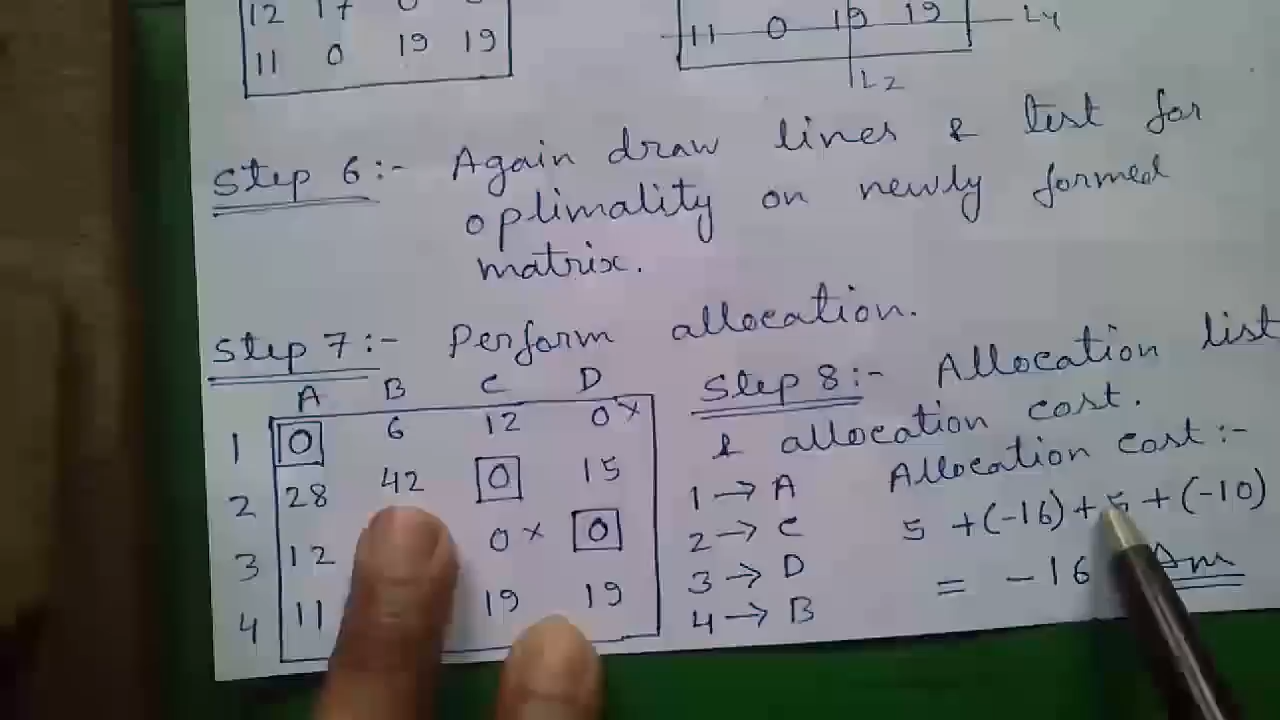 12 17
11 0 19 19
11 0 19 19 L4
L2
Step 6:- Again draw lines & test for
optimality on newly formed
matrix.
Step 7:- Perform allocation.
A B C D
1 0 6 12 0x
2 28 42 0 15
3 12 0x 0
4 11 19 19
Step 8:- Allocation list
& allocation cost.
1 → A
2 → C
3 → D
4 → B
Allocation cost:-
5 + (-16) + 5 + (-10)
= -16 Ans